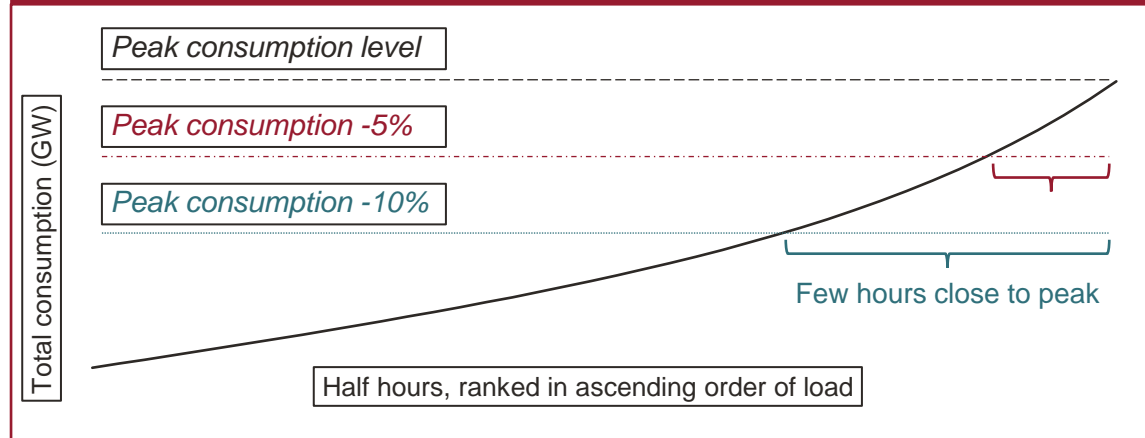 Peak consumption level
Peak consumption -5%
Peak consumption -10%
Total consumption (GW)
Few hours close to peak
Half hours, ranked in ascending order of load